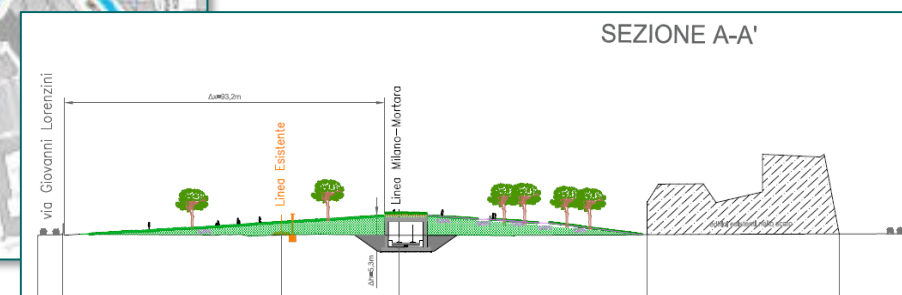 SEZIONE A-A'
via Giovanni Lorenzini
Δx=93,2m
Linea Esistente
Linea Milano-Mortara
Δh=5,3m